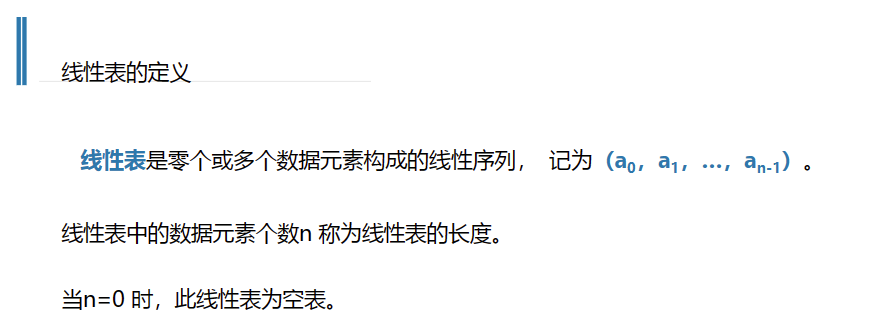 线性表的定义
线性表是零个或多个数据元素构成的线性序列， 记为（a₀，a₁，…，aₙ₋₁）。
线性表中的数据元素个数n 称为线性表的长度。
当n=0 时，此线性表为空表。